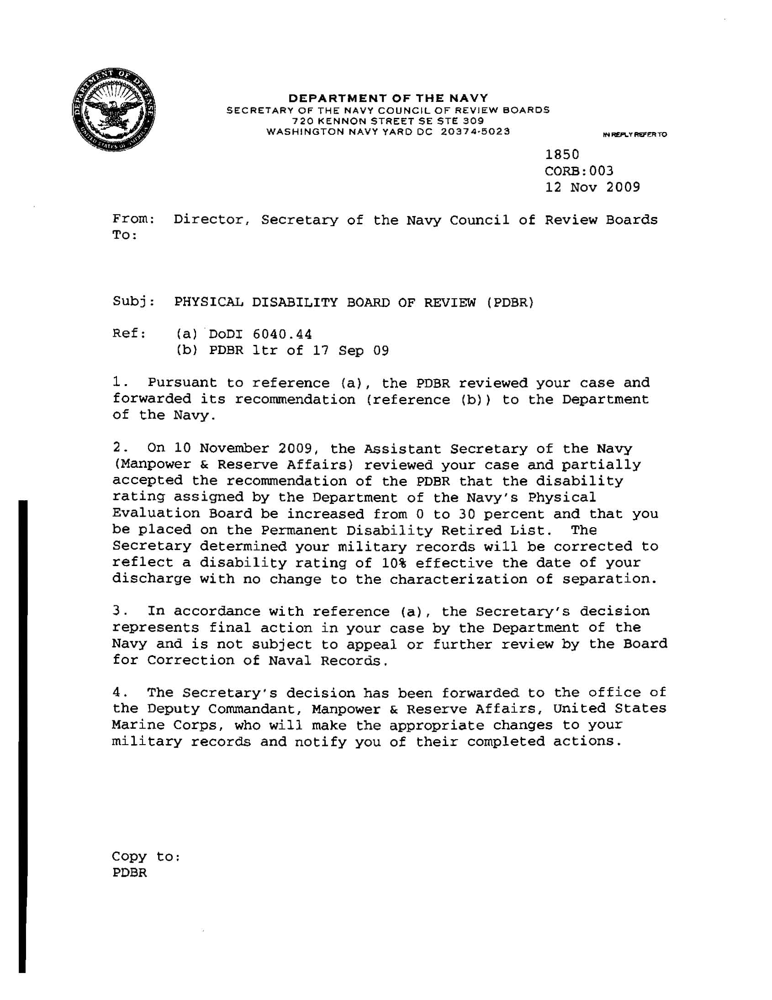 DEPARTMENT OF DEFENSE
UNITED STATES OF AMERICA
DEPARTMENT OF THE NAVY
SECRETARY OF THE NAVY COUNCIL OF REVIEW BOARDS
720 KENNON STREET SE STE 309
WASHINGTON NAVY YARD DC 20374-5023
IN REPLY REFER TO
1850
CORB:003
12 Nov 2009
From: Director, Secretary of the Navy Council of Review Boards
To:
Subj: PHYSICAL DISABILITY BOARD OF REVIEW (PDBR)
Ref: (a) DoDI 6040.44
(b) PDBR ltr of 17 Sep 09
1. Pursuant to reference (a), the PDBR reviewed your case and
forwarded its recommendation (reference (b)) to the Department
of the Navy.
2. On 10 November 2009, the Assistant Secretary of the Navy
(Manpower & Reserve Affairs) reviewed your case and partially
accepted the recommendation of the PDBR that the disability
rating assigned by the Department of the Navy's Physical
Evaluation Board be increased from 0 to 30 percent and that you
be placed on the Permanent Disability Retired List. The
Secretary determined your military records will be corrected to
reflect a disability rating of 10% effective the date of your
discharge with no change to the characterization of separation.
3. In accordance with reference (a), the Secretary's decision
represents final action in your case by the Department of the
Navy and is not subject to appeal or further review by the Board
for Correction of Naval Records.
4. The Secretary's decision has been forwarded to the office of
the Deputy Commandant, Manpower & Reserve Affairs, United States
Marine Corps, who will make the appropriate changes to your
military records and notify you of their completed actions.
Copy to:
PDBR